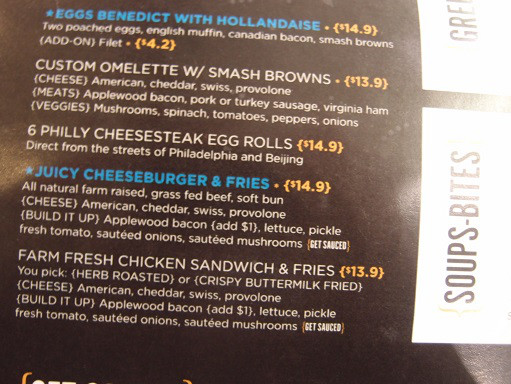 ★EGGS BENEDICT WITH HOLLANDAISE • {$14.9}
Two poached eggs, english muffin, canadian bacon, smash browns
{ADD-ON} Filet • {$4.2}
CUSTOM OMELETTE W/ SMASH BROWNS • {$13.9}
{CHEESE} American, cheddar, swiss, provolone
{MEATS} Applewood bacon, pork or turkey sausage, virginia ham
{VEGGIES} Mushrooms, spinach, tomatoes, peppers, onions
6 PHILLY CHEESESTEAK EGG ROLLS {$14.9}
Direct from the streets of Philadelphia and Beijing
★JUICY CHEESEBURGER & FRIES • {$14.9}
All natural farm raised, grass fed beef, soft bun
{CHEESE} American, cheddar, swiss, provolone
{BUILD IT UP} Applewood bacon {add $1}, lettuce, pickle
fresh tomato, sautéed onions, sautéed mushrooms {GET SAUCED}
FARM FRESH CHICKEN SANDWICH & FRIES {$13.9}
You pick: {HERB ROASTED} or {CRISPY BUTTERMILK FRIED}
{CHEESE} American, cheddar, swiss, provolone
{BUILD IT UP} Applewood bacon {add $1}, lettuce, pickle
fresh tomato, sautéed onions, sautéed mushrooms {GET SAUCED}
{SOUPS-BITES